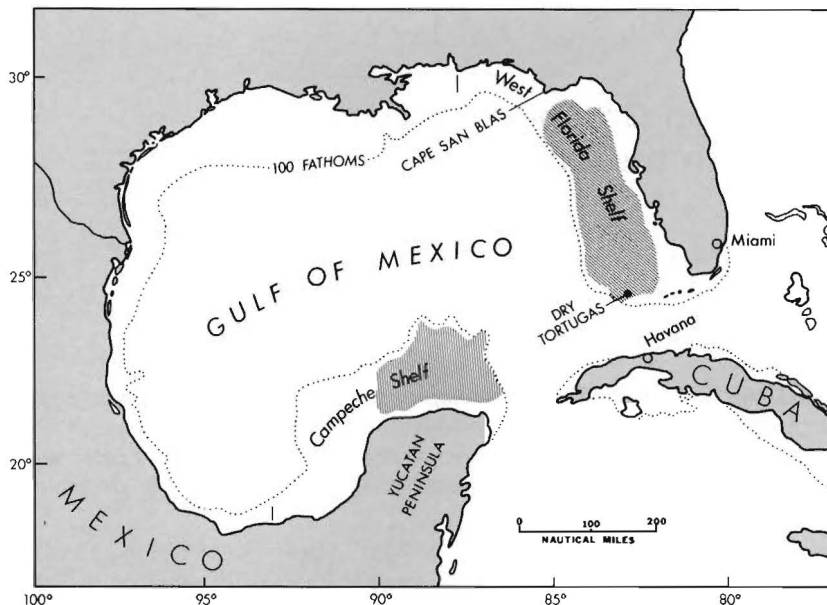 30°
25°
20°
100°
95°
90°
85°
80°
West
Florida
Shelf
CAPE SAN BLAS
100 FATHOMS
Miami
GULF OF MEXICO
DRY
TORTUGAS
Havana
CUBA
Campeche
Shelf
YUCATAN
PENINSULA
MEXICO
0 100 200
NAUTICAL MILES